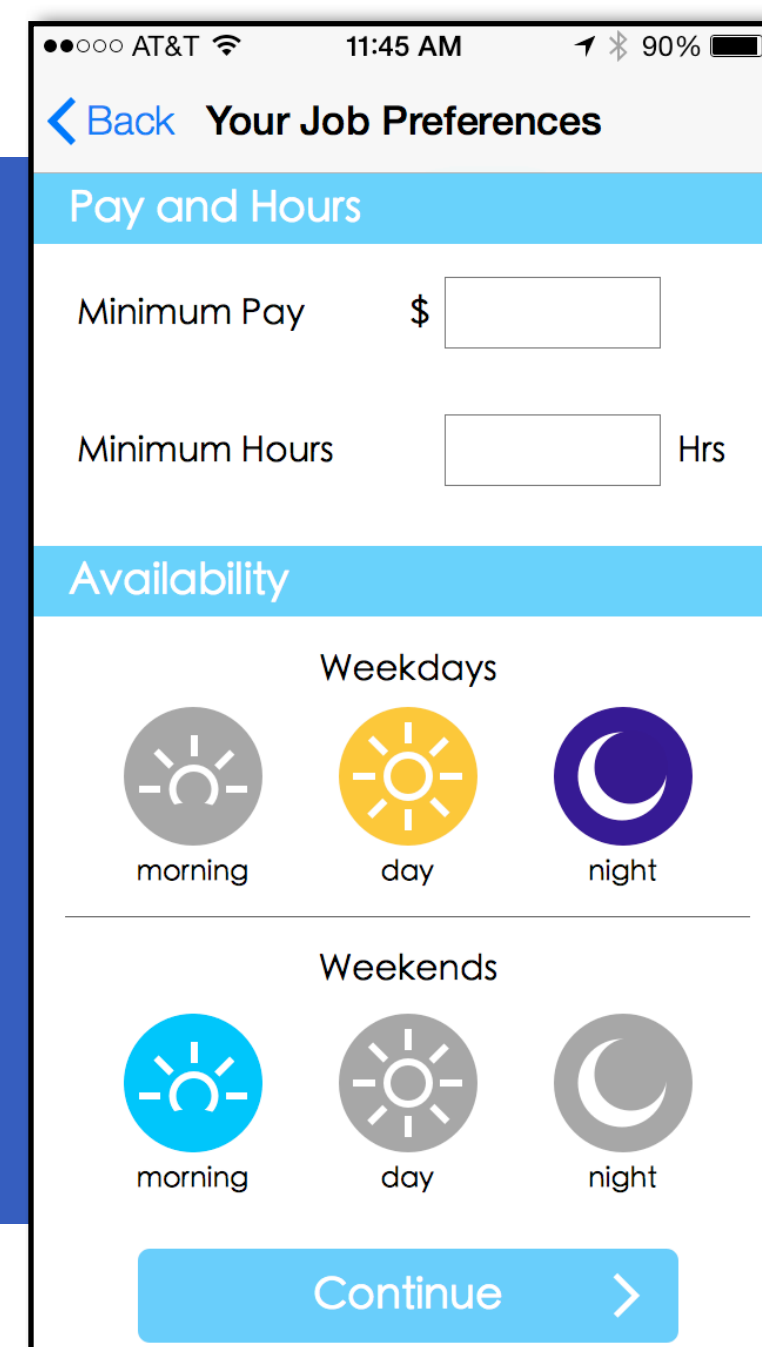 ●●○○○ AT&T 11:45 AM 90%
Back Your Job Preferences
Pay and Hours
Minimum Pay $
Minimum Hours Hrs
Availability
Weekdays
morning day night
Weekends
morning day night
Continue